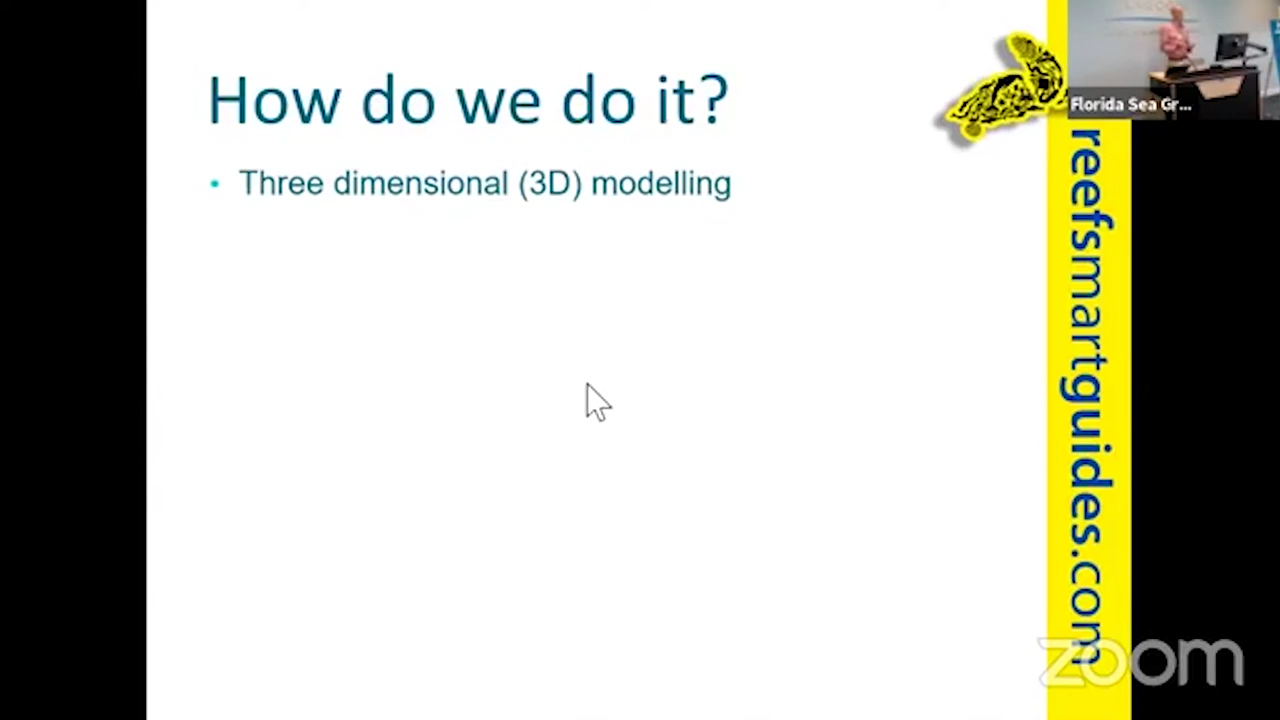 How do we do it?
• Three dimensional (3D) modelling
Florida Sea Gr...
reefsmartguides.com
zoom